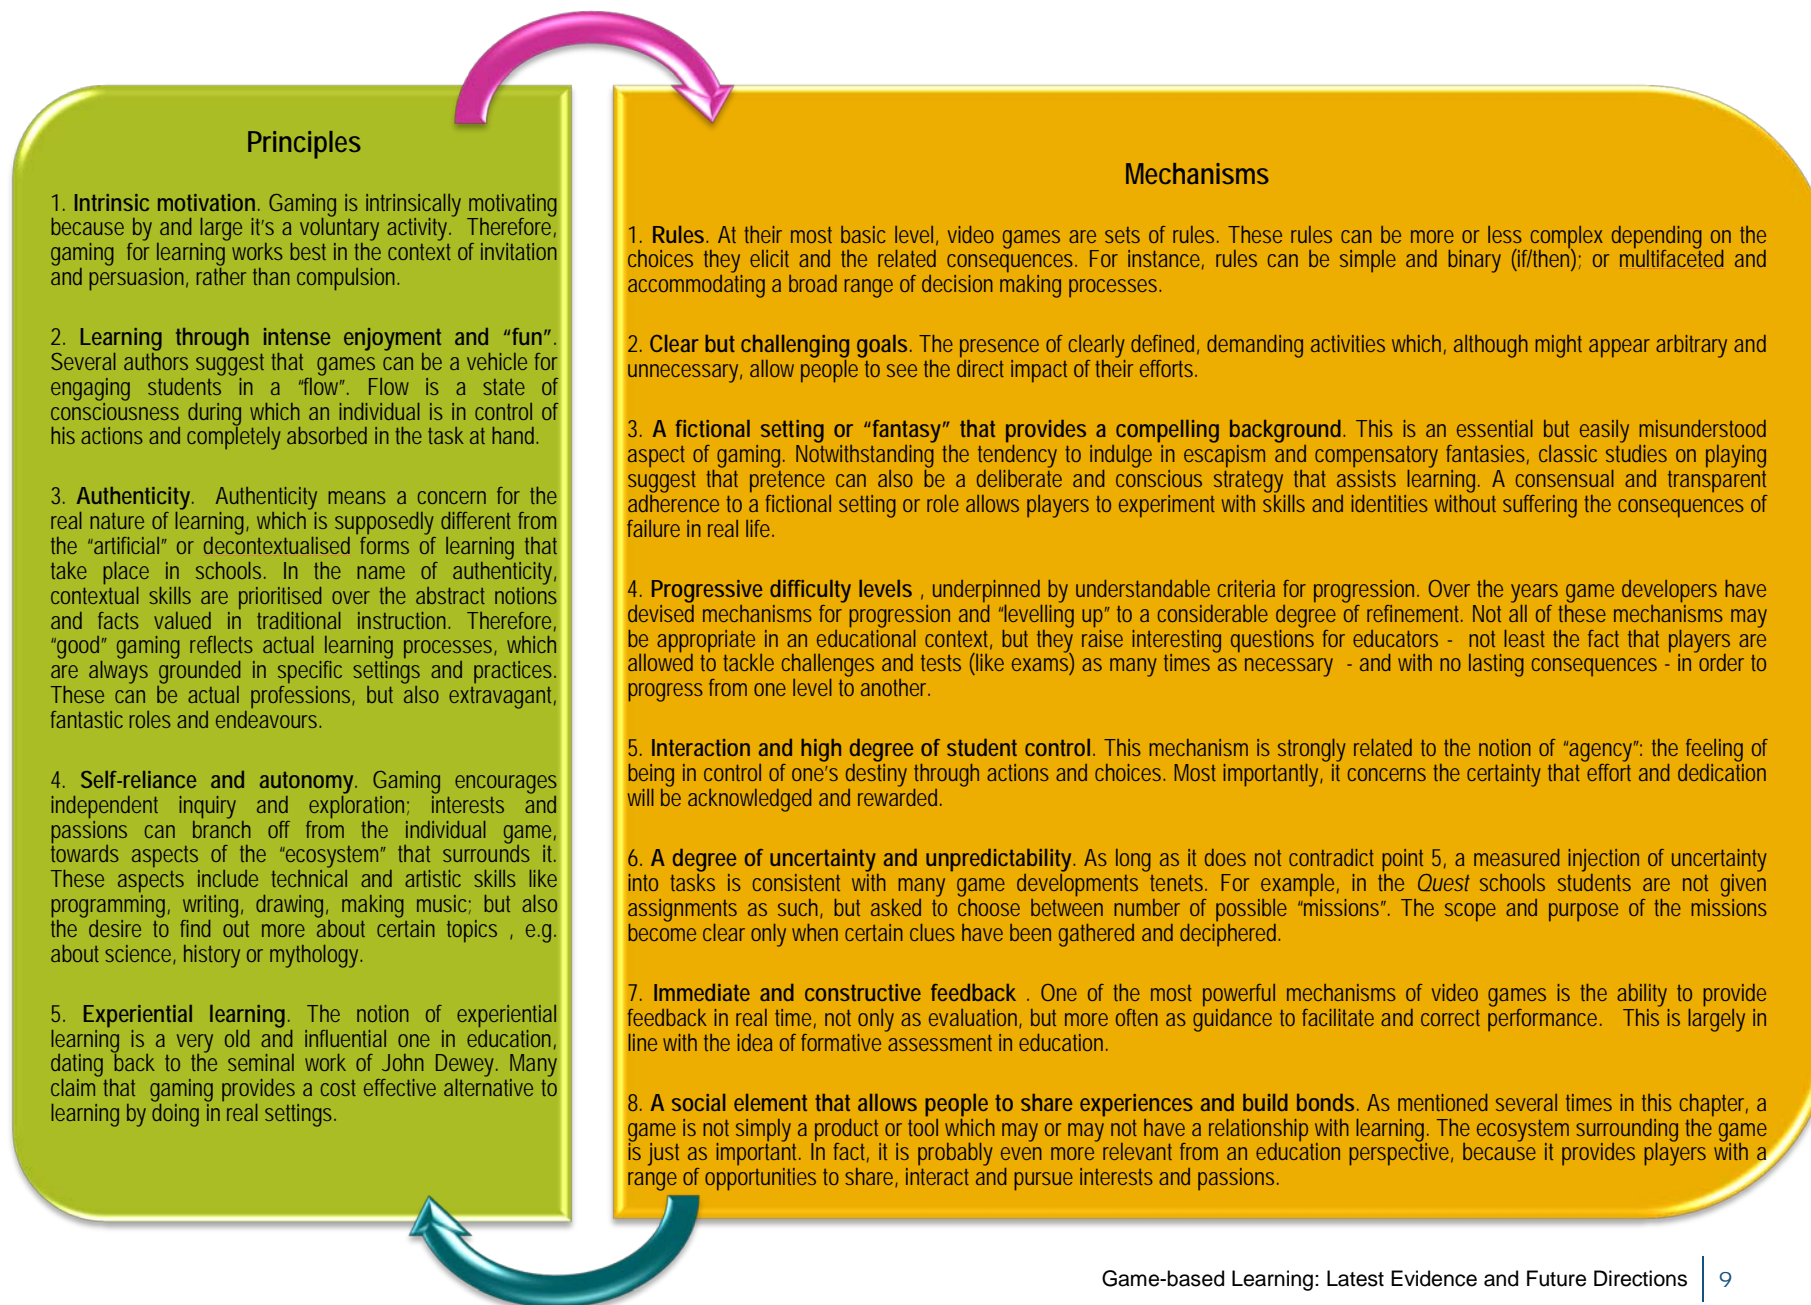 Principles
1. Intrinsic motivation. Gaming is intrinsically motivating
because by and large it's a voluntary activity. Therefore,
gaming for learning works best in the context of invitation
and persuasion, rather than compulsion.
2. Learning through intense enjoyment and “fun”.
Several authors suggest that games can be a vehicle for
engaging students in a “flow”. Flow is a state of
consciousness during which an individual is in control of
his actions and completely absorbed in the task at hand.
3. Authenticity. Authenticity means a concern for the
real nature of learning, which is supposedly different from
the “artificial” or decontextualised forms of learning that
take place in schools. In the name of authenticity,
contextual skills are prioritised over the abstract notions
and facts valued in traditional instruction. Therefore,
“good” gaming reflects actual learning processes, which
are always grounded in specific settings and practices.
These can be actual professions, but also extravagant,
fantastic roles and endeavours.
4. Self-reliance and autonomy. Gaming encourages
independent inquiry and exploration; interests and
passions can branch off from the individual game,
towards aspects of the “ecosystem” that surrounds it.
These aspects include technical and artistic skills like
programming, writing, drawing, making music; but also
the desire to find out more about certain topics , e.g.
about science, history or mythology.
5. Experiential learning. The notion of experiential
learning is a very old and influential one in education,
dating back to the seminal work of John Dewey. Many
claim that gaming provides a cost effective alternative to
learning by doing in real settings.
Mechanisms
1. Rules. At their most basic level, video games are sets of rules. These rules can be more or less complex depending on the
choices they elicit and the related consequences. For instance, rules can be simple and binary (if/then); or multifaceted and
accommodating a broad range of decision making processes.
2. Clear but challenging goals. The presence of clearly defined, demanding activities which, although might appear arbitrary and
unnecessary, allow people to see the direct impact of their efforts.
3. A fictional setting or “fantasy” that provides a compelling background. This is an essential but easily misunderstood
aspect of gaming. Notwithstanding the tendency to indulge in escapism and compensatory fantasies, classic studies on playing
suggest that pretence can also be a deliberate and conscious strategy that assists learning. A consensual and transparent
adherence to a fictional setting or role allows players to experiment with skills and identities without suffering the consequences of
failure in real life.
4. Progressive difficulty levels , underpinned by understandable criteria for progression. Over the years game developers have
devised mechanisms for progression and “levelling up” to a considerable degree of refinement. Not all of these mechanisms may
be appropriate in an educational context, but they raise interesting questions for educators - not least the fact that players are
allowed to tackle challenges and tests (like exams) as many times as necessary - and with no lasting consequences - in order to
progress from one level to another.
5. Interaction and high degree of student control. This mechanism is strongly related to the notion of “agency”: the feeling of
being in control of one's destiny through actions and choices. Most importantly, it concerns the certainty that effort and dedication
will be acknowledged and rewarded.
6. A degree of uncertainty and unpredictability. As long as it does not contradict point 5, a measured injection of uncertainty
into tasks is consistent with many game developments tenets. For example, in the Quest schools students are not given
assignments as such, but asked to choose between number of possible “missions”. The scope and purpose of the missions
become clear only when certain clues have been gathered and deciphered.
7. Immediate and constructive feedback . One of the most powerful mechanisms of video games is the ability to provide
feedback in real time, not only as evaluation, but more often as guidance to facilitate and correct performance. This is largely in
line with the idea of formative assessment in education.
8. A social element that allows people to share experiences and build bonds. As mentioned several times in this chapter, a
game is not simply a product or tool which may or may not have a relationship with learning. The ecosystem surrounding the game
is just as important. In fact, it is probably even more relevant from an education perspective, because it provides players with a
range of opportunities to share, interact and pursue interests and passions.
Game-based Learning: Latest Evidence and Future Directions 9